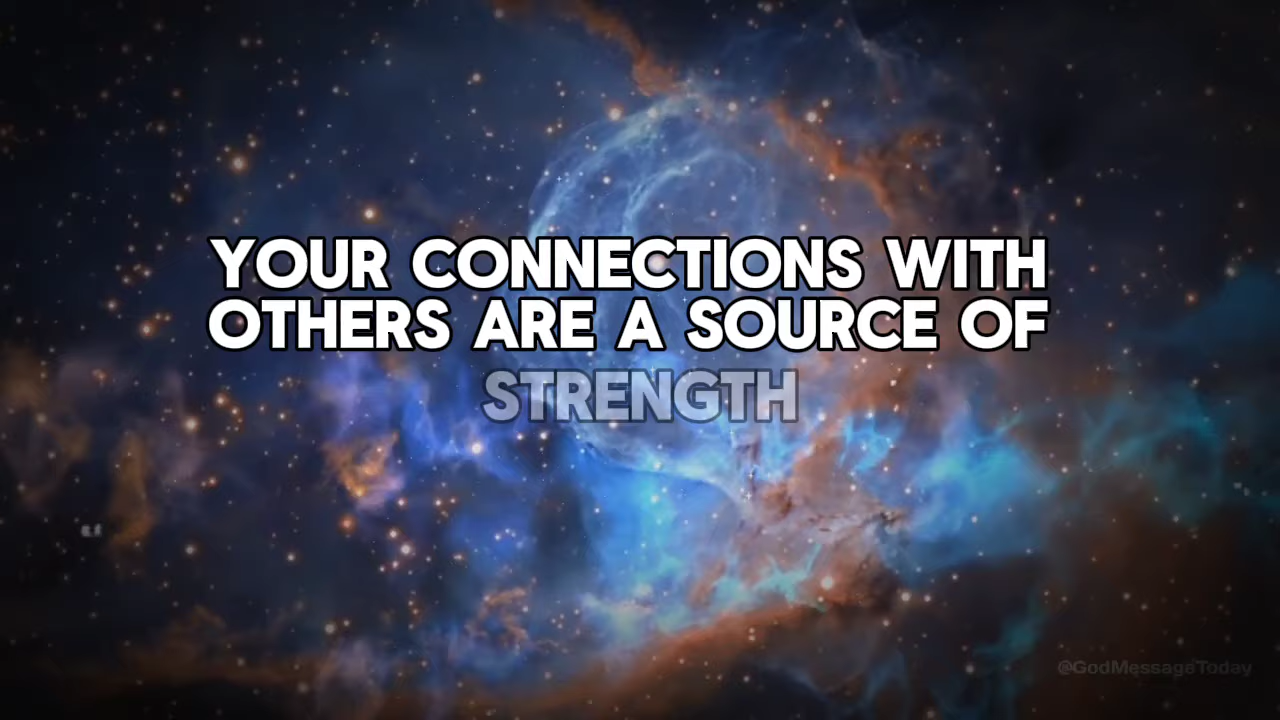 YOUR CONNECTIONS WITH
OTHERS ARE A SOURCE OF
STRENGTH
@GodMessageToday